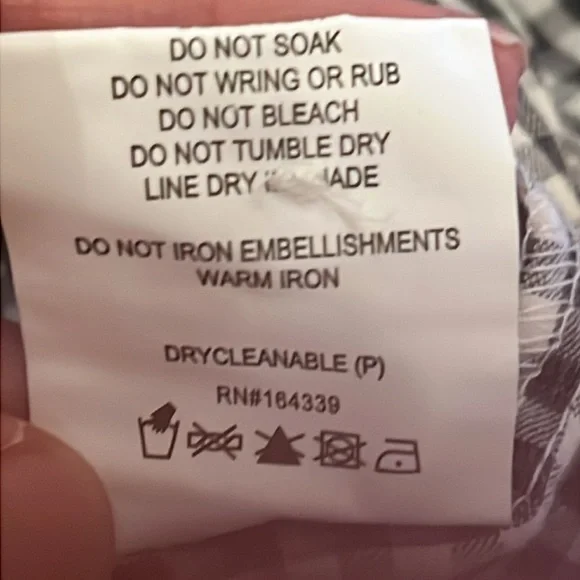 DO NOT SOAK
DO NOT WRING OR RUB
DO NOT BLEACH
DO NOT TUMBLE DRY
LINE DRY
DO NOT IRON EMBELLISHMENTS
WARM IRON
DRYCLEANABLE (P)
RN#164339